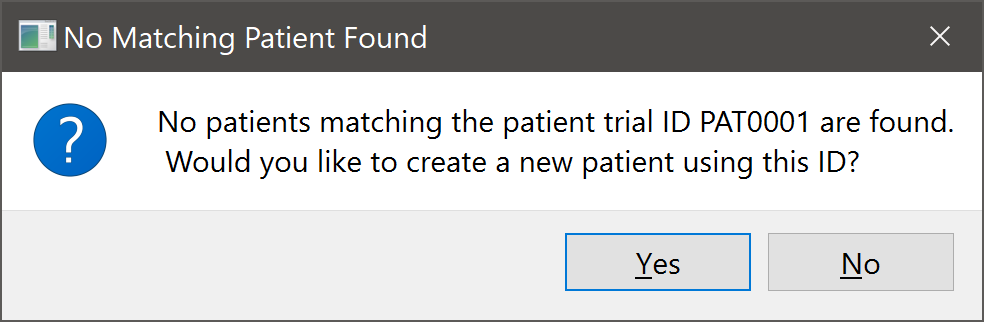 No Matching Patient Found
?
No patients matching the patient trial ID PAT0001 are found.
Would you like to create a new patient using this ID?
Yes No